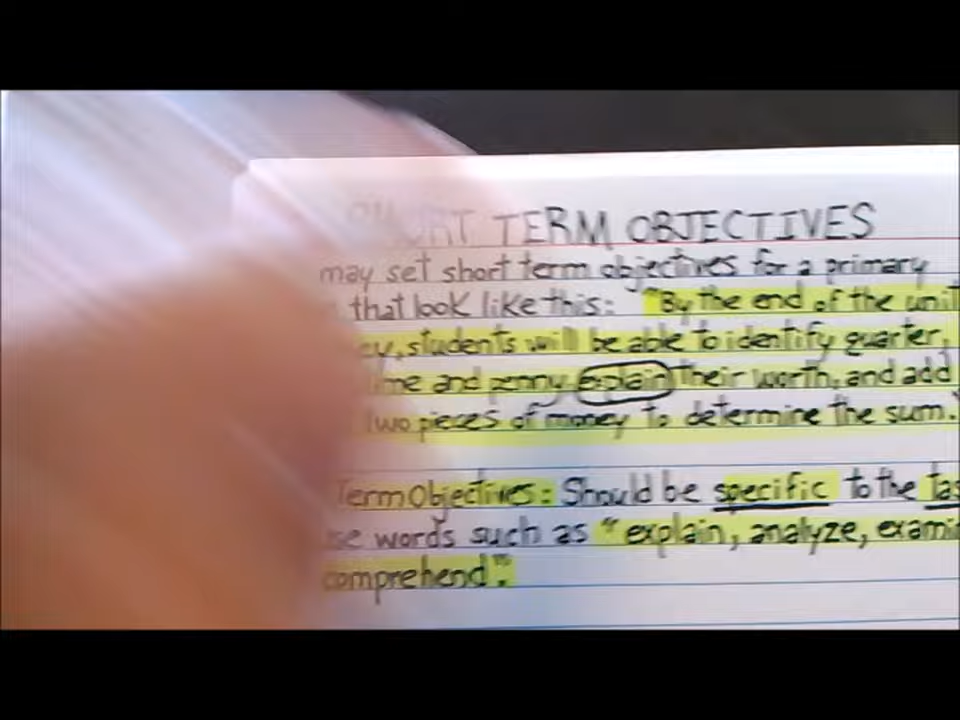 SHORT TERM OBJECTIVES
may set short term objectives for a primary
that look like this: "By the end of the unit
students will be able to identify quarter,
and penny explain their worth, and add
two pieces of money to determine the sum."
Term Objectives: Should be specific to the
words such as "explain, analyze,
comprehend".